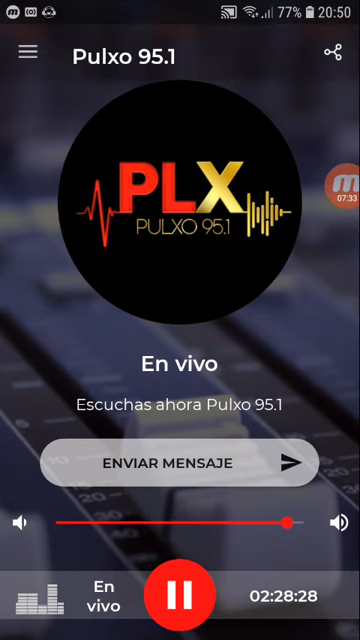 77% 20:50
Pulxo 95.1
PLX
PULXO 95.1
07:33
En vivo
Escuchas ahora Pulxo 95.1
ENVIAR MENSAJE
En
vivo
02:28:28